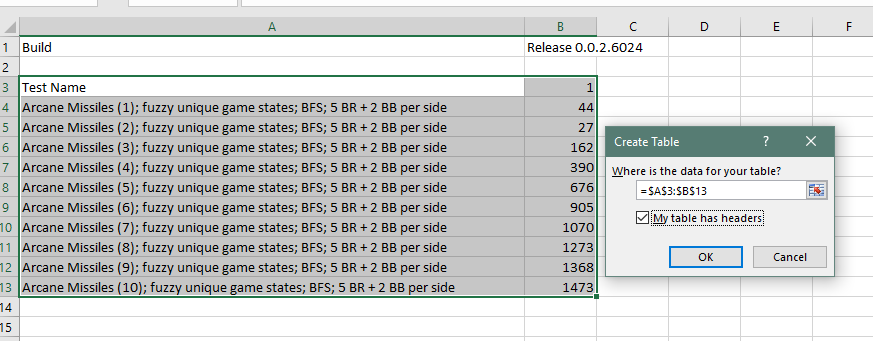 A B C D E F
1 Build Release 0.0.2.6024
2
3 Test Name 1
4 Arcane Missiles (1); fuzzy unique game states; BFS; 5 BR + 2 BB per side 44
5 Arcane Missiles (2); fuzzy unique game states; BFS; 5 BR + 2 BB per side 27
6 Arcane Missiles (3); fuzzy unique game states; BFS; 5 BR + 2 BB per side 162
7 Arcane Missiles (4); fuzzy unique game states; BFS; 5 BR + 2 BB per side 390
8 Arcane Missiles (5); fuzzy unique game states; BFS; 5 BR + 2 BB per side 676
9 Arcane Missiles (6); fuzzy unique game states; BFS; 5 BR + 2 BB per side 905
10 Arcane Missiles (7); fuzzy unique game states; BFS; 5 BR + 2 BB per side 1070
11 Arcane Missiles (8); fuzzy unique game states; BFS; 5 BR + 2 BB per side 1273
12 Arcane Missiles (9); fuzzy unique game states; BFS; 5 BR + 2 BB per side 1368
13 Arcane Missiles (10); fuzzy unique game states; BFS; 5 BR + 2 BB per side 1473
14
15
Create Table ? ×
Where is the data for your table?
=$A$3:$B$13
My table has headers
OK Cancel